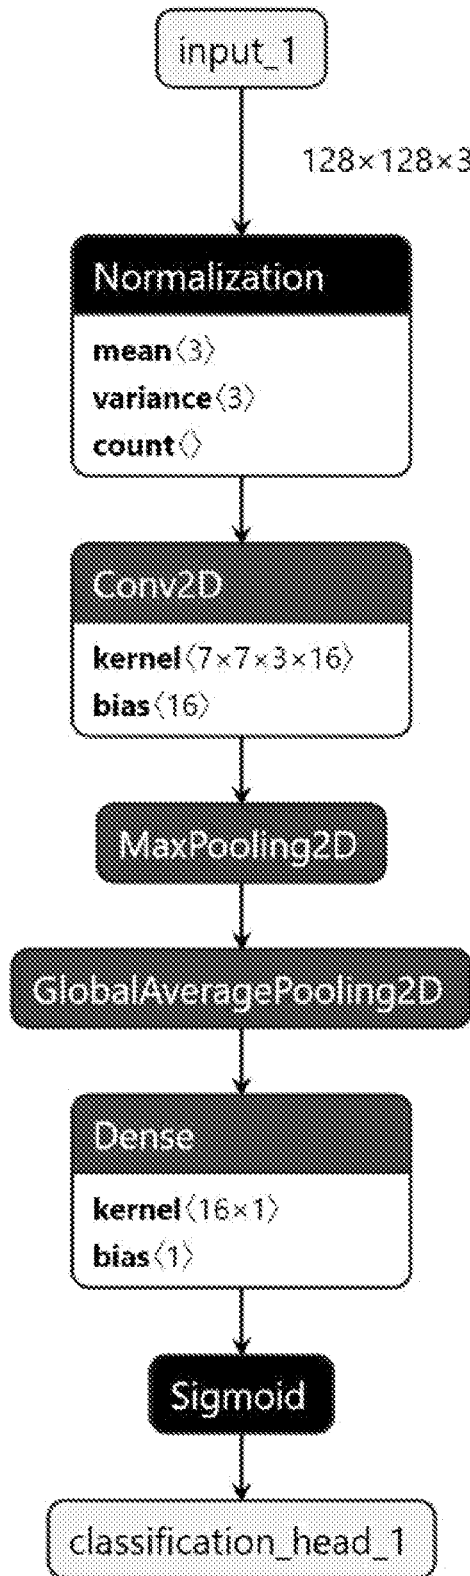 input_1
128×128×3
Normalization
mean⟨3⟩
variance⟨3⟩
count⟨⟩
Conv2D
kernel⟨7×7×3×16⟩
bias⟨16⟩
MaxPooling2D
GlobalAveragePooling2D
Dense
kernel⟨16×1⟩
bias⟨1⟩
Sigmoid
classification_head_1